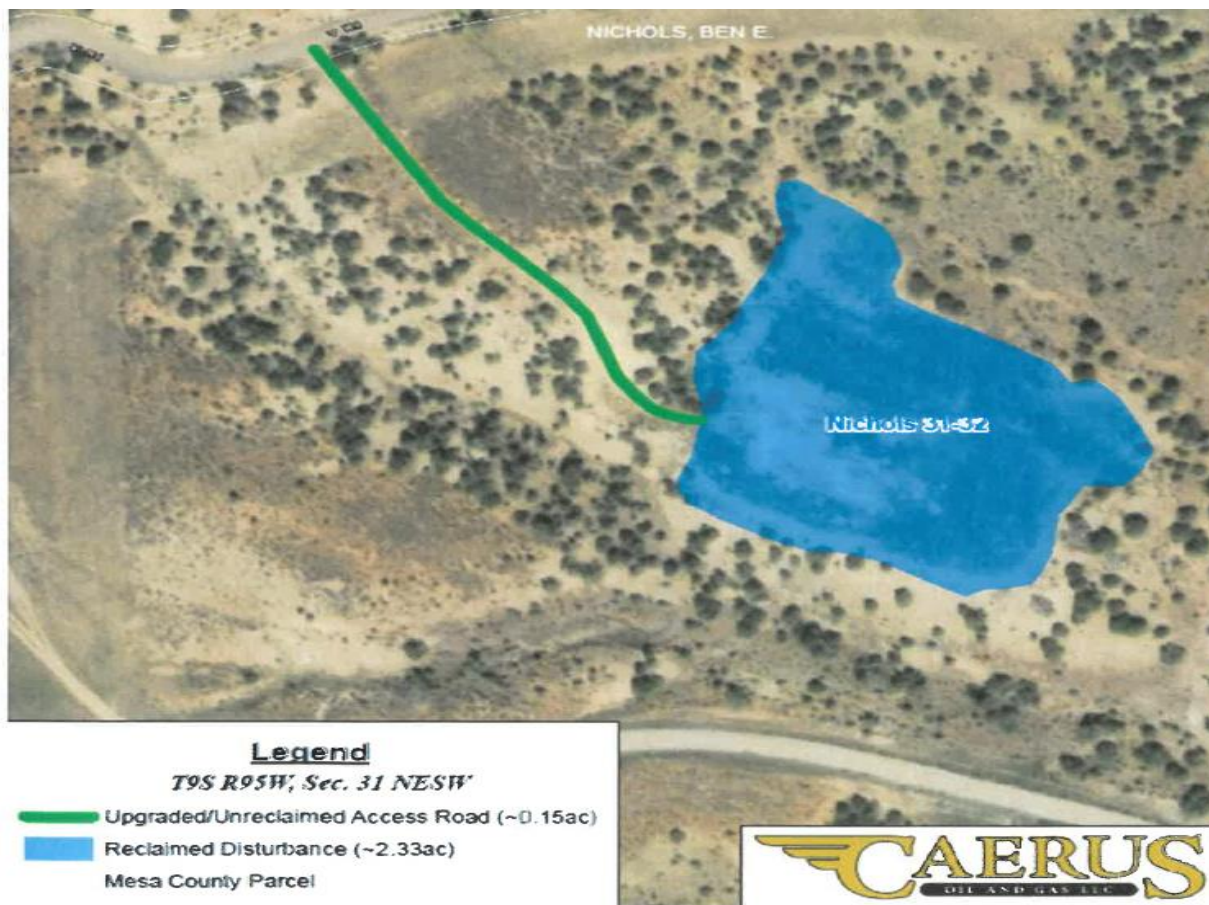 NICHOLS, BEN E.
Nichols 31-32
Legend
T9S R95W, Sec. 31 NESW
Upgraded/Unreclaimed Access Road (~0.15ac)
Reclaimed Disturbance (~2.33ac)
Mesa County Parcel
CAERUS
OIL AND GAS LLC